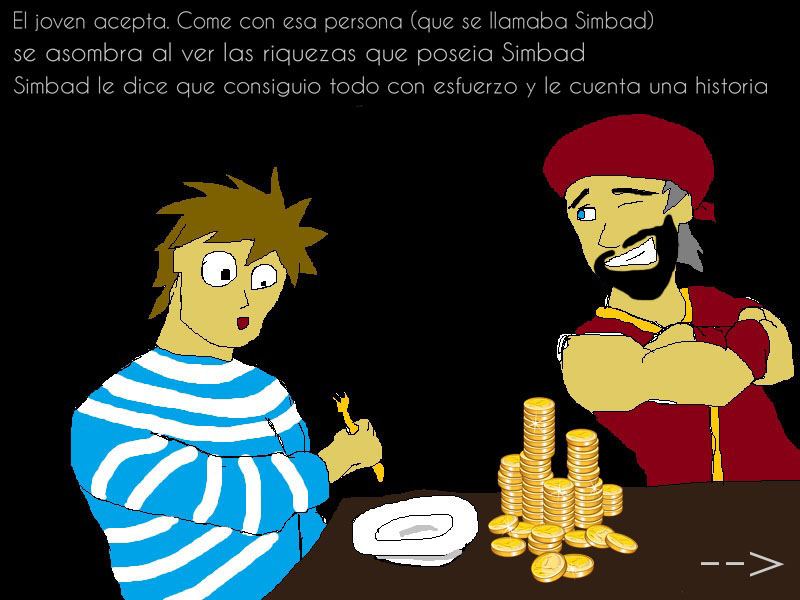 El joven acepta. Come con esa persona (que se llamaba Simbad)
se asombra al ver las riquezas que poseia Simbad
Simbad le dice que consiguio todo con esfuerzo y le cuenta una historia
-->